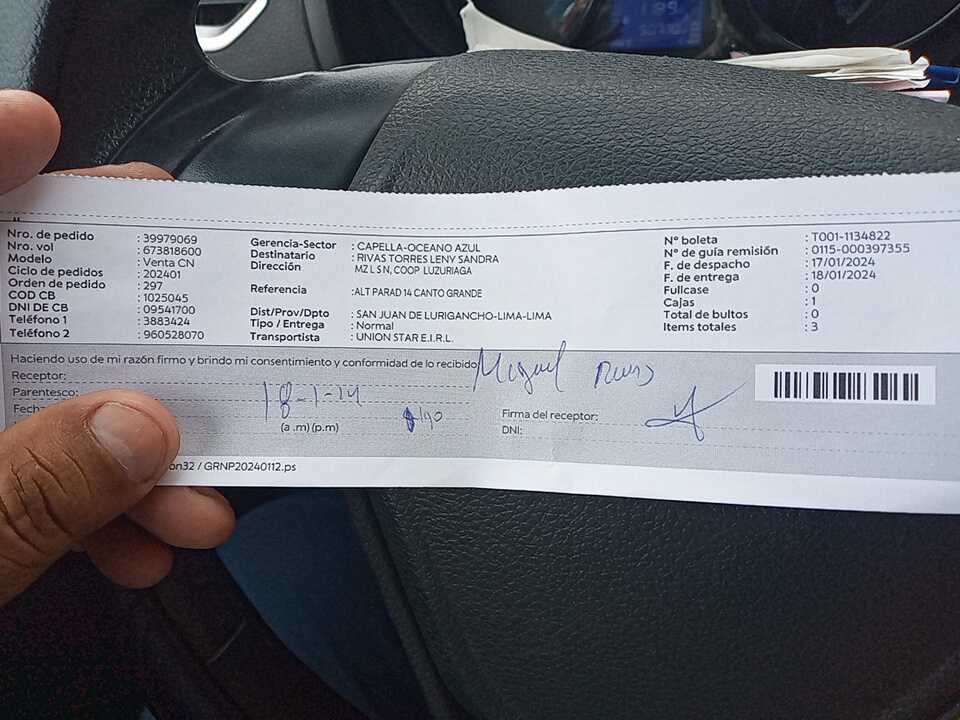 Nro. de pedido : 39979069
Nro. vol : 673818600
Modelo : Venta CN
Ciclo de pedidos : 202401
Orden de pedido : 297
COD CB : 1025045
DNI DE CB : 09541700
Teléfono 1 : 3883424
Teléfono 2 : 960528070
Gerencia-Sector : CAPELLA-OCEANO AZUL
Destinatario : RIVAS TORRES LENY SANDRA
Dirección MZ L S N, COOP LUZURIAGA
Referencia :ALT PARAD 14 CANTO GRANDE
Dist/Prov/Dpto : SAN JUAN DE LURIGANCHO-LIMA-LIMA
Tipo / Entrega : Normal
Transportista : UNION STAR E.I.R.L.
N° boleta : T001-1134822
N° de guía remisión : 0115-000397355
F. de despacho : 17/01/2024
F. de entrega : 18/01/2024
Fullcase : 0
Cajas : 1
Total de bultos : 0
Items totales : 3
Haciendo uso de mi razón firmo y brindo mi consentimiento y conformidad de lo recibido
Miguel
Receptor:
Parentesco:
Fecha
18-1-24
(a .m) (p.m)
Firma del receptor:
DNI:
on32 / GRNP20240112.ps